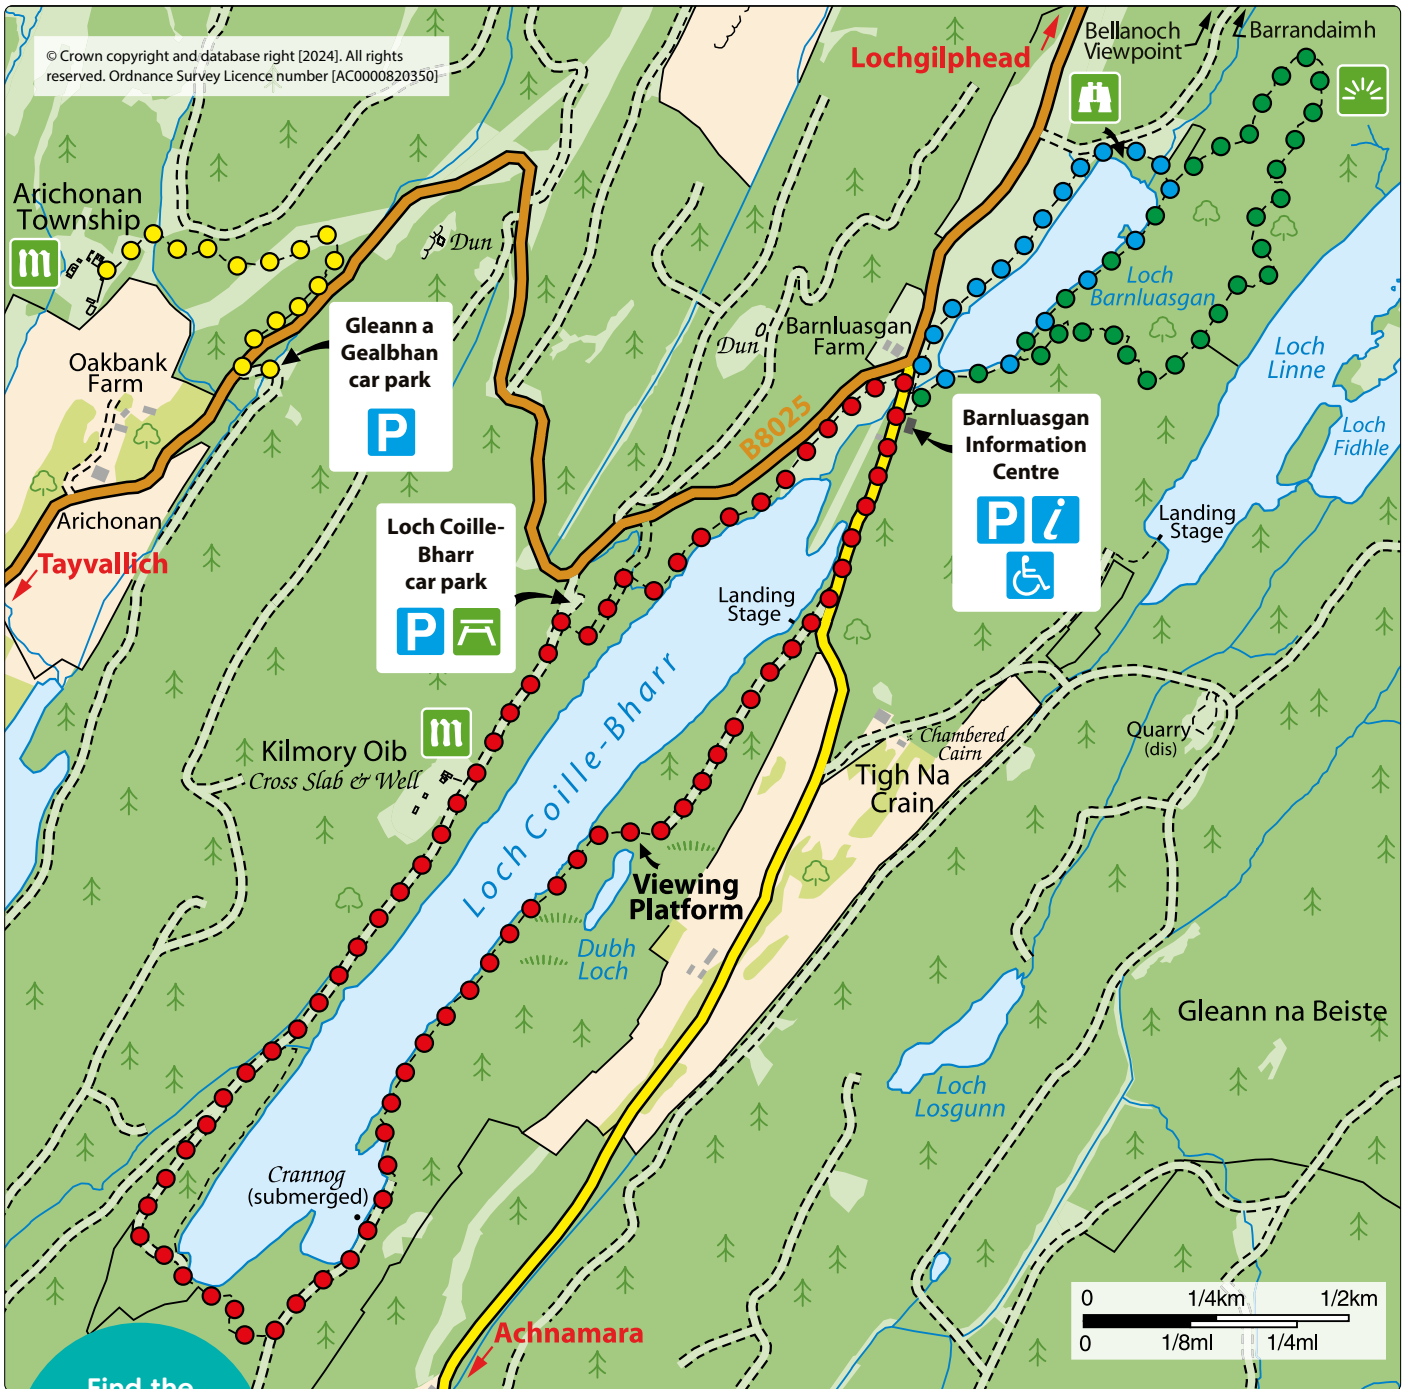 © Crown copyright and database right [2024]. All rights
reserved. Ordnance Survey Licence number [AC0000820350]
Lochgilphead
Bellanoch
Viewpoint
Barrandaimh
Arichonan
Township
m
Dun
Gleann a
Gealbhan
car park
P
Oakbank
Farm
Arichonan
Tayvallich
Dun
Barnluasgan
Farm
B8025
Loch
Barnluasgan
Loch
Linne
Loch
Fidhle
Barnluasgan
Information
Centre
P i
Landing
Stage
Loch Coille-
Bharr
car park
P
Landing
Stage
Loch Coille-Bharr
m
Kilmory Oib
Cross Slab & Well
Chambered
Cairn
Tigh Na
Crain
Quarry
(dis)
Viewing
Platform
Dubh
Loch
Gleann na Beiste
Loch
Losgunn
Crannog
(submerged)
Achnamara
0 1/4km 1/2km
0 1/8ml 1/4ml
Find the